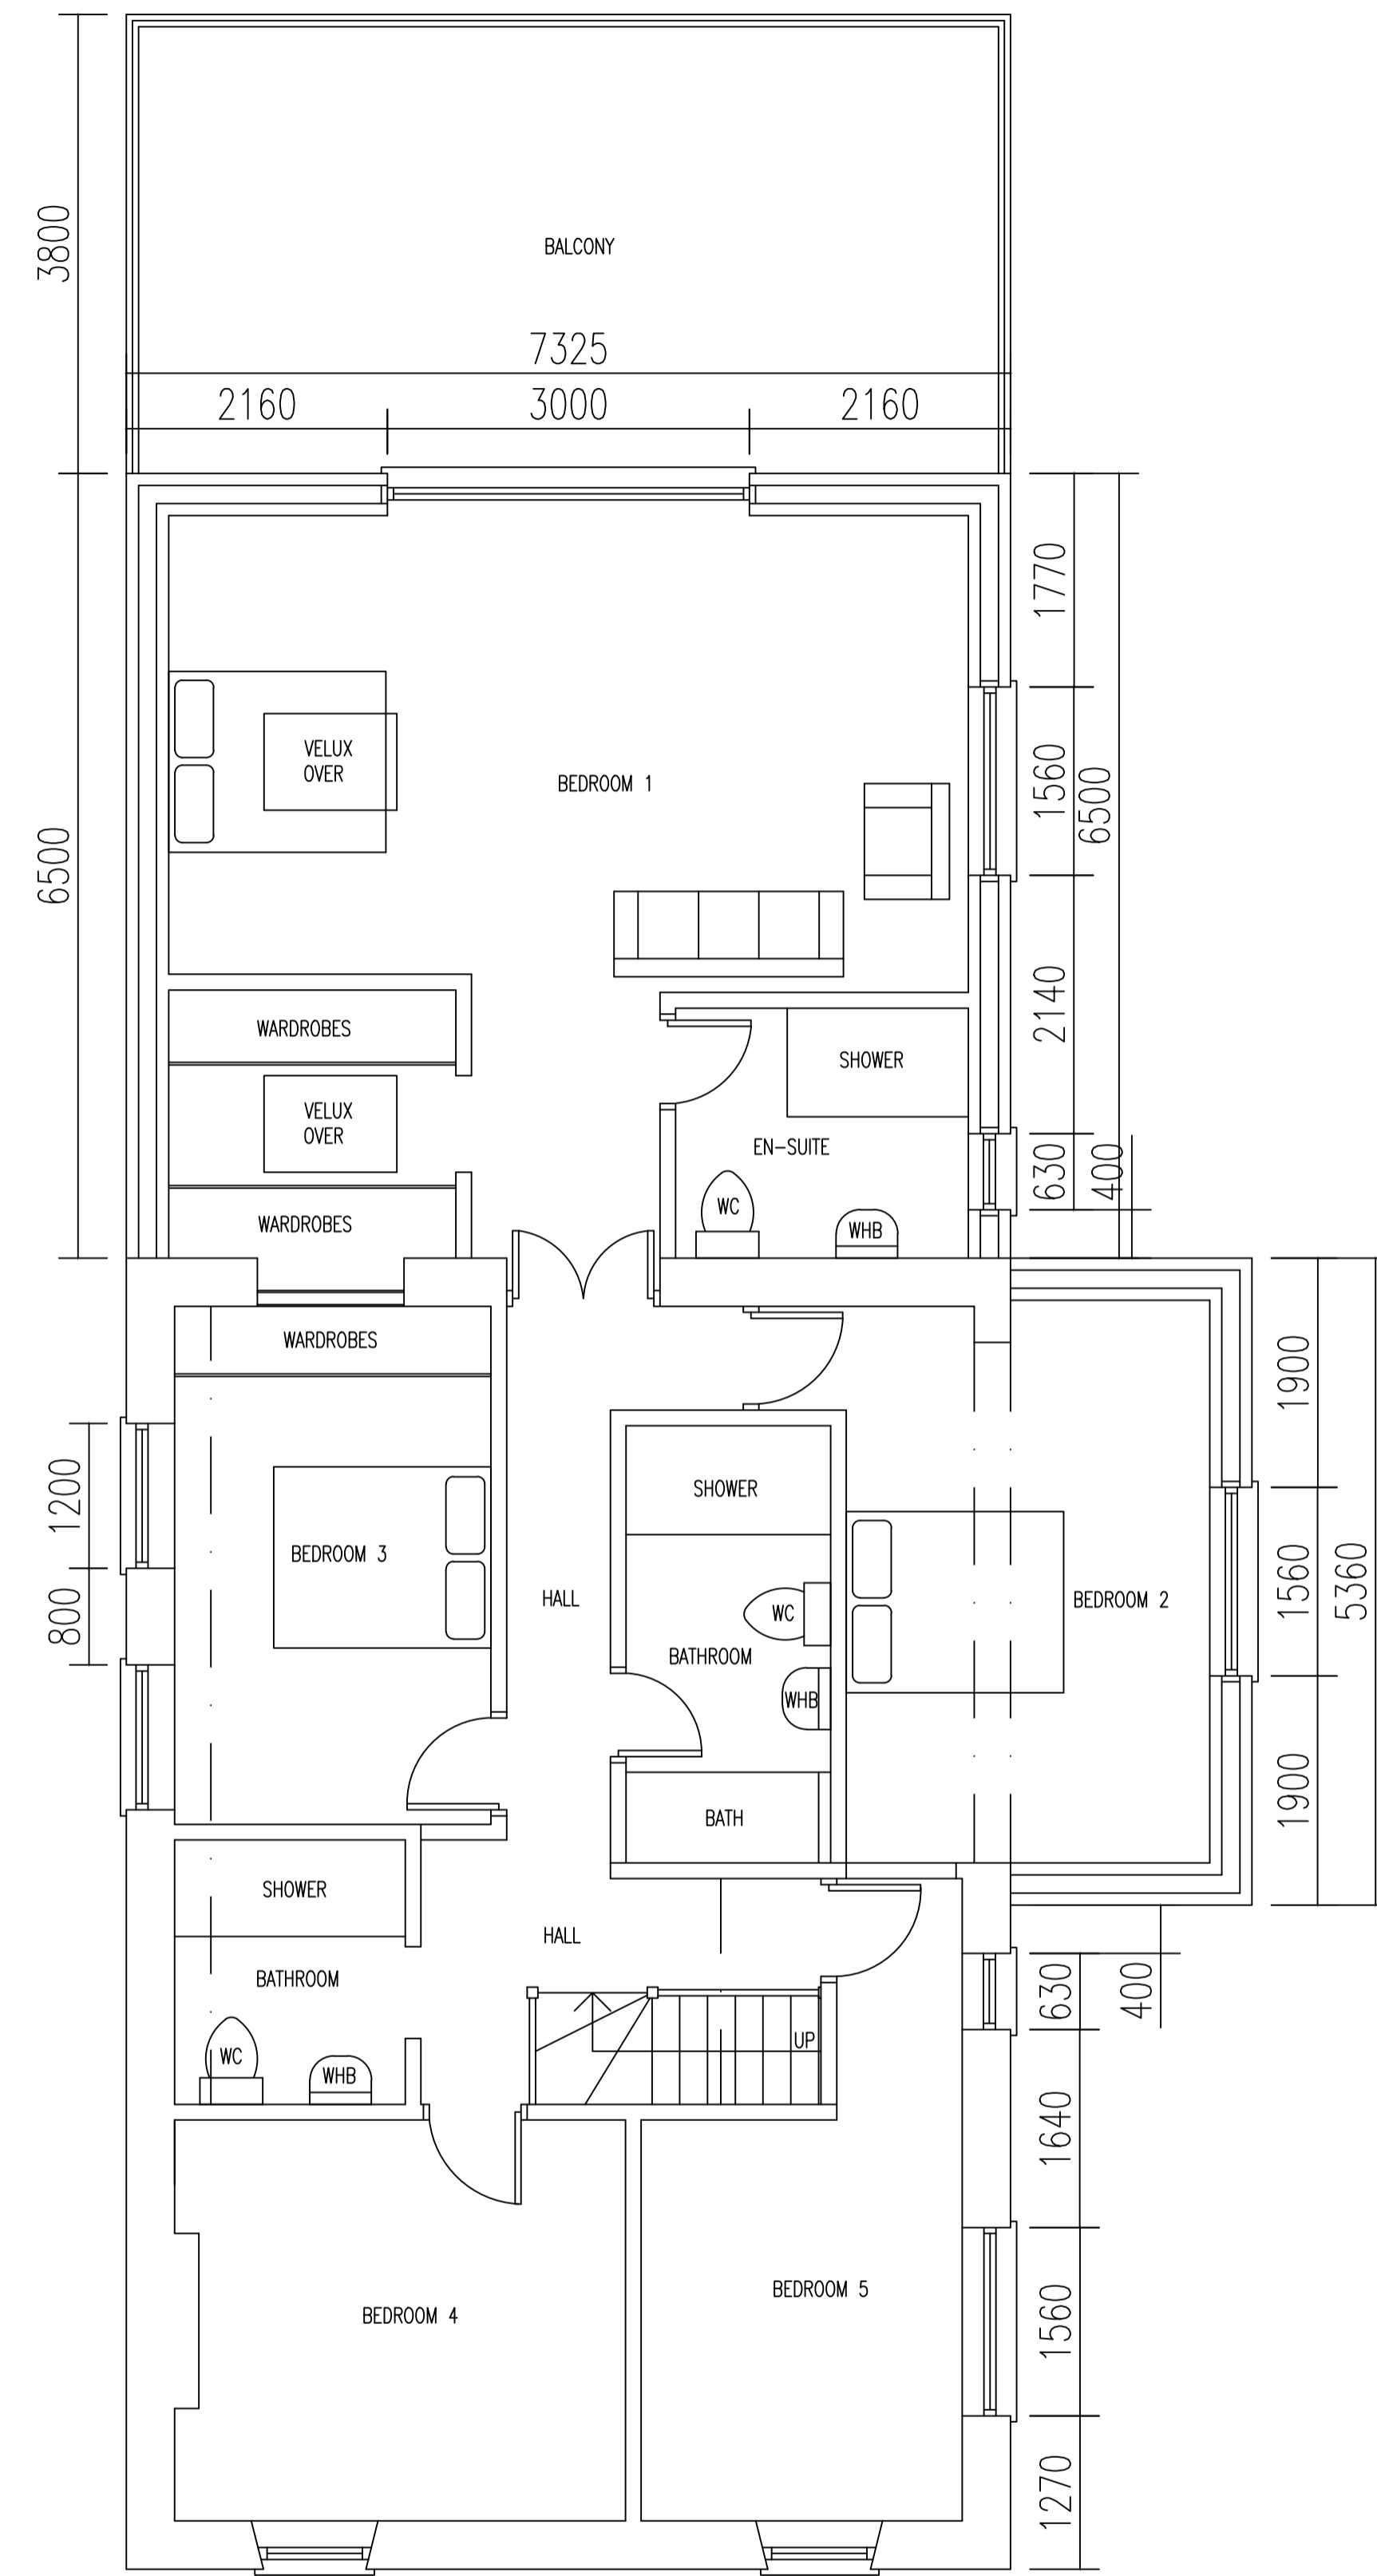 3800
BALCONY
7325
2160
3000
2160
6500
1770
1560
6500
2140
630
400
VELUX
OVER
BEDROOM 1
WARDROBES
SHOWER
VELUX
OVER
EN-SUITE
WC
WHB
WARDROBES
WARDROBES
1900
1560
5360
1900
1200
800
SHOWER
BEDROOM 3
HALL
WC
BEDROOM 2
BATHROOM
WHB
BATH
SHOWER
HALL
BATHROOM
WC
WHB
UP
630
400
1640
1560
1270
BEDROOM 5
BEDROOM 4